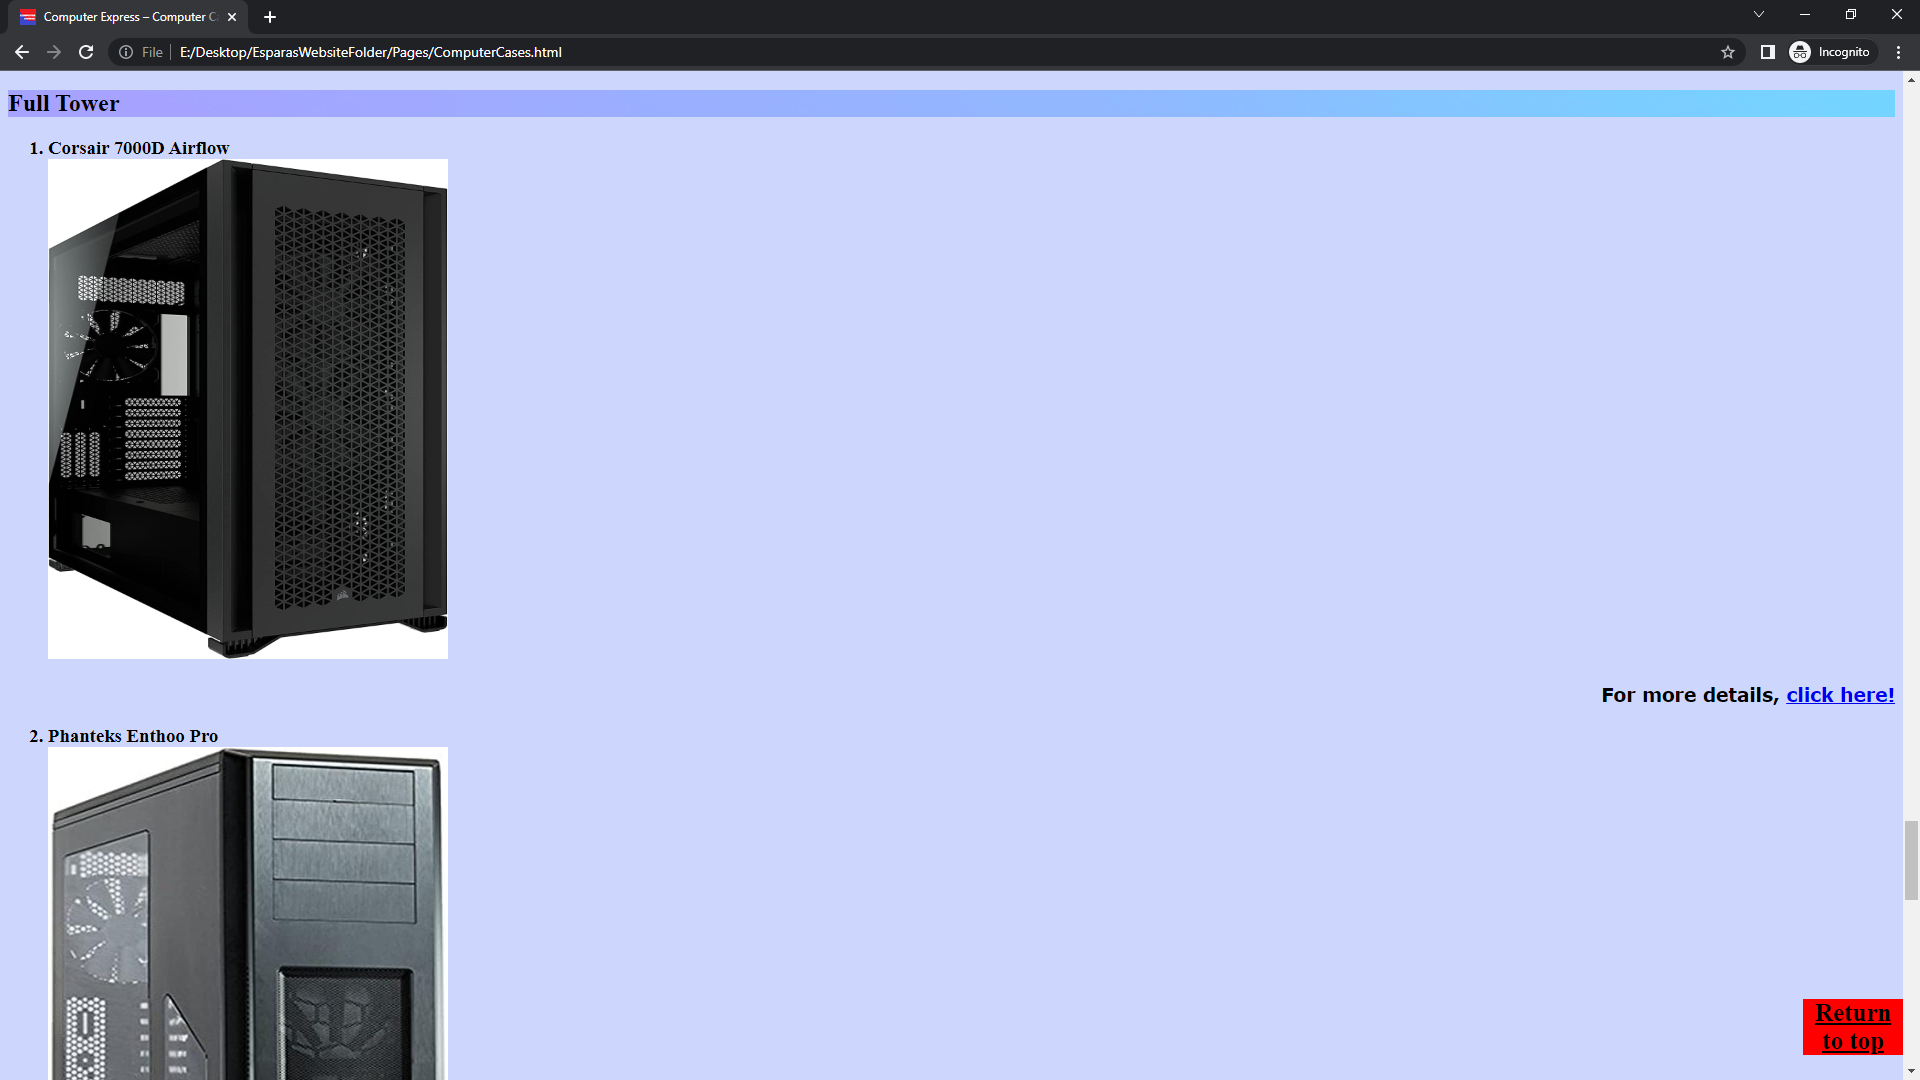 Computer Express – Computer C
File
E:/Desktop/EsparasWebsiteFolder/Pages/ComputerCases.html
Incognito
Full Tower
1. Corsair 7000D Airflow
For more details, click here!
2. Phanteks Enthoo Pro
Return
to top